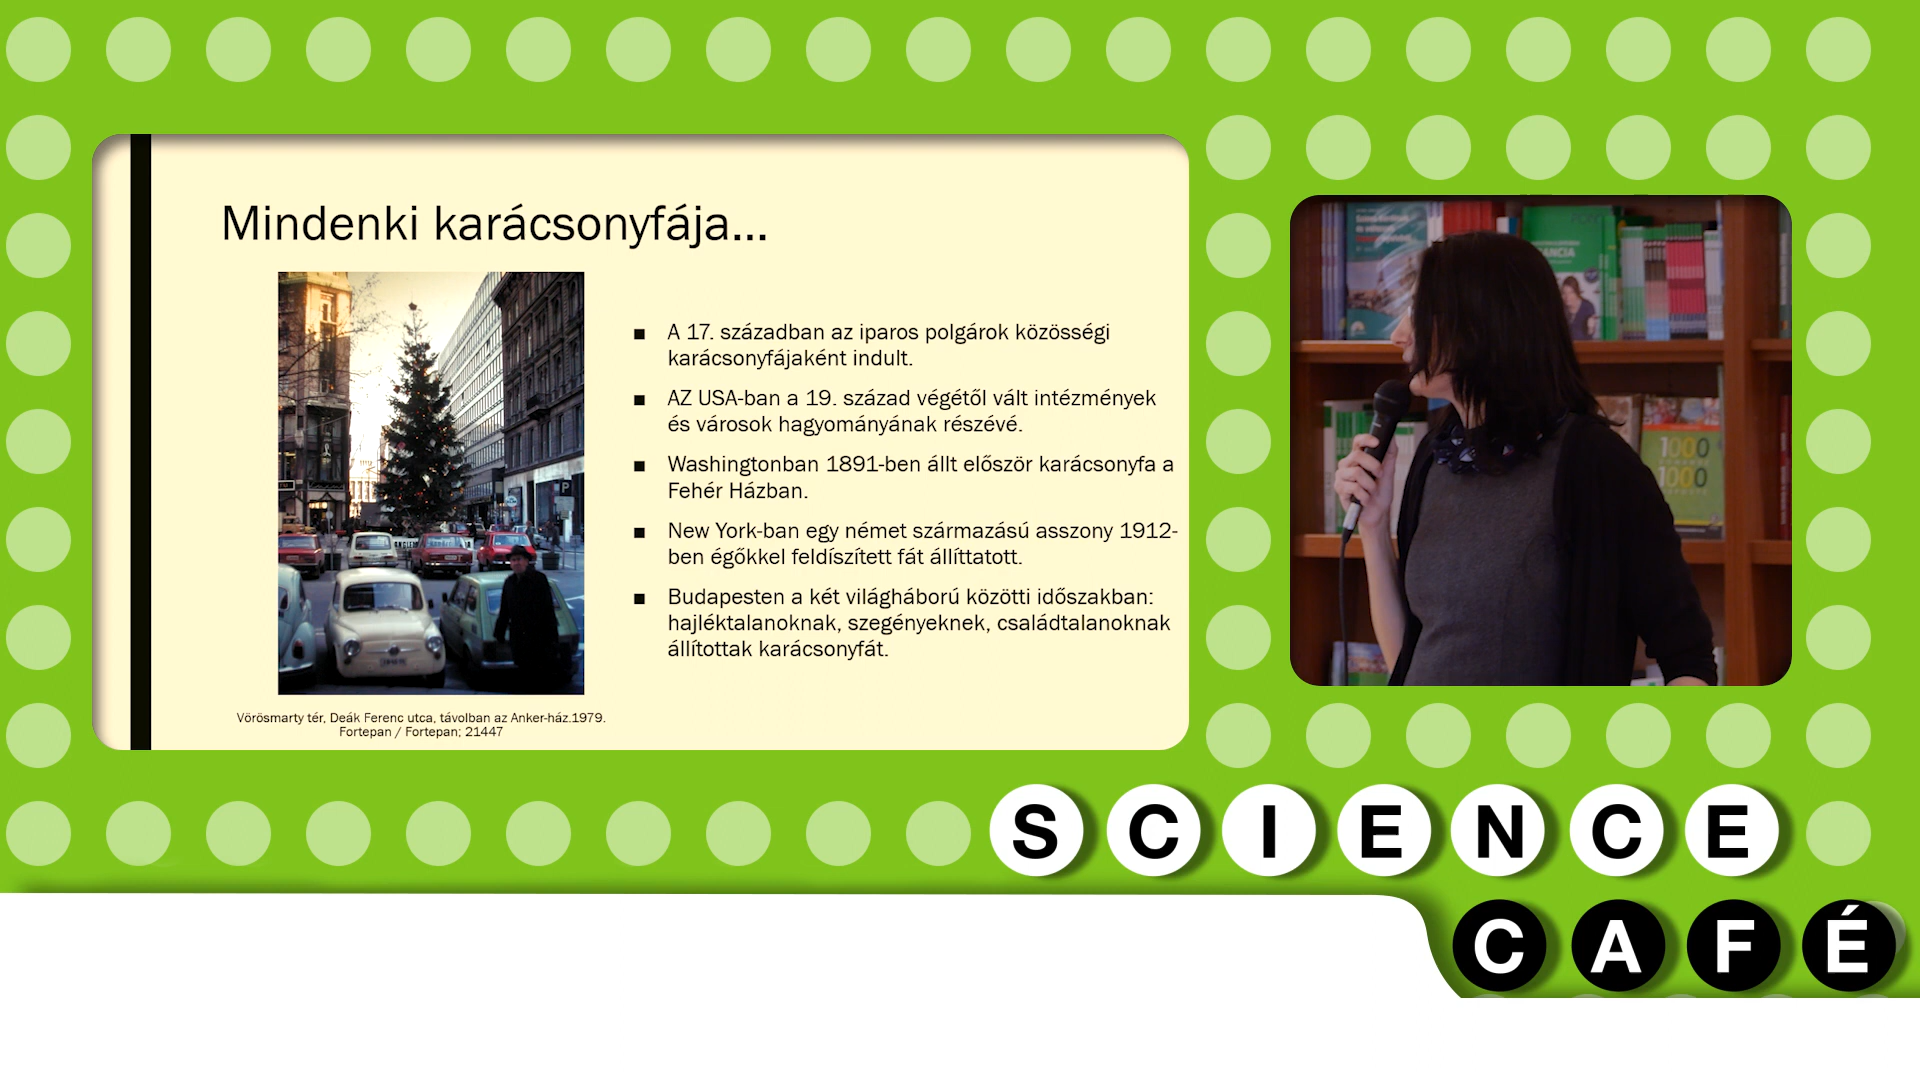 Mindenki karácsonyfája...
■ A 17. században az iparos polgárok közösségi
karácsonyfájaként indult.
■ AZ USA-ban a 19. század végétől vált intézmények
és városok hagyományának részévé.
■ Washingtonban 1891-ben állt először karácsonyfa a
Fehér Házban.
■ New York-ban egy német származású asszony 1912-
ben égőkkel feldíszített fát állíttatott.
■ Budapesten a két világháború közötti időszakban:
hajléktalanoknak, szegényeknek, családtalanoknak
állítottak karácsonyfát.
Vörösmarty tér, Deák Ferenc utca, távolban az Anker-ház.1979.
Fortepan / Fortepan; 21447
P
1000
1000
SCIENCE
CAFÉ